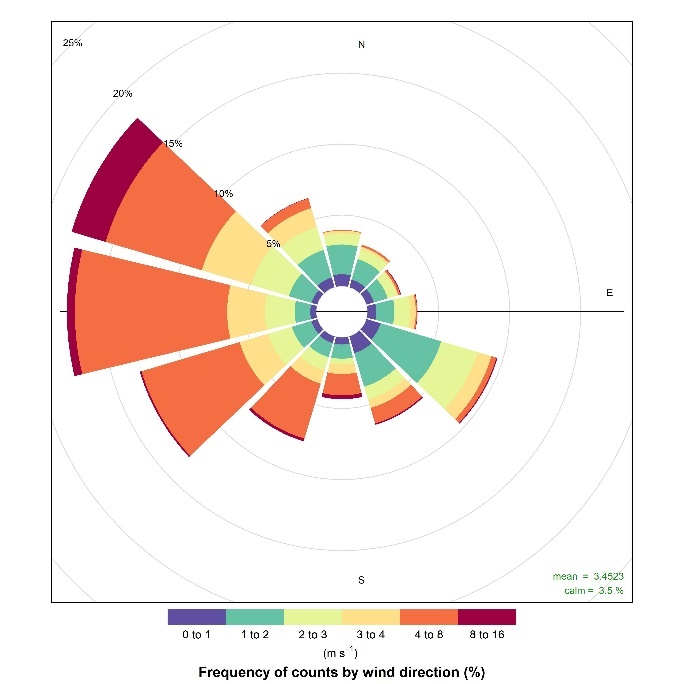 25%
N
20%
15%
10%
5%
E
S
mean = 3.4523
calm = 3.5 %
0 to 1 1 to 2 2 to 3 3 to 4 4 to 8 8 to 16
(m s⁻¹)
Frequency of counts by wind direction (%)